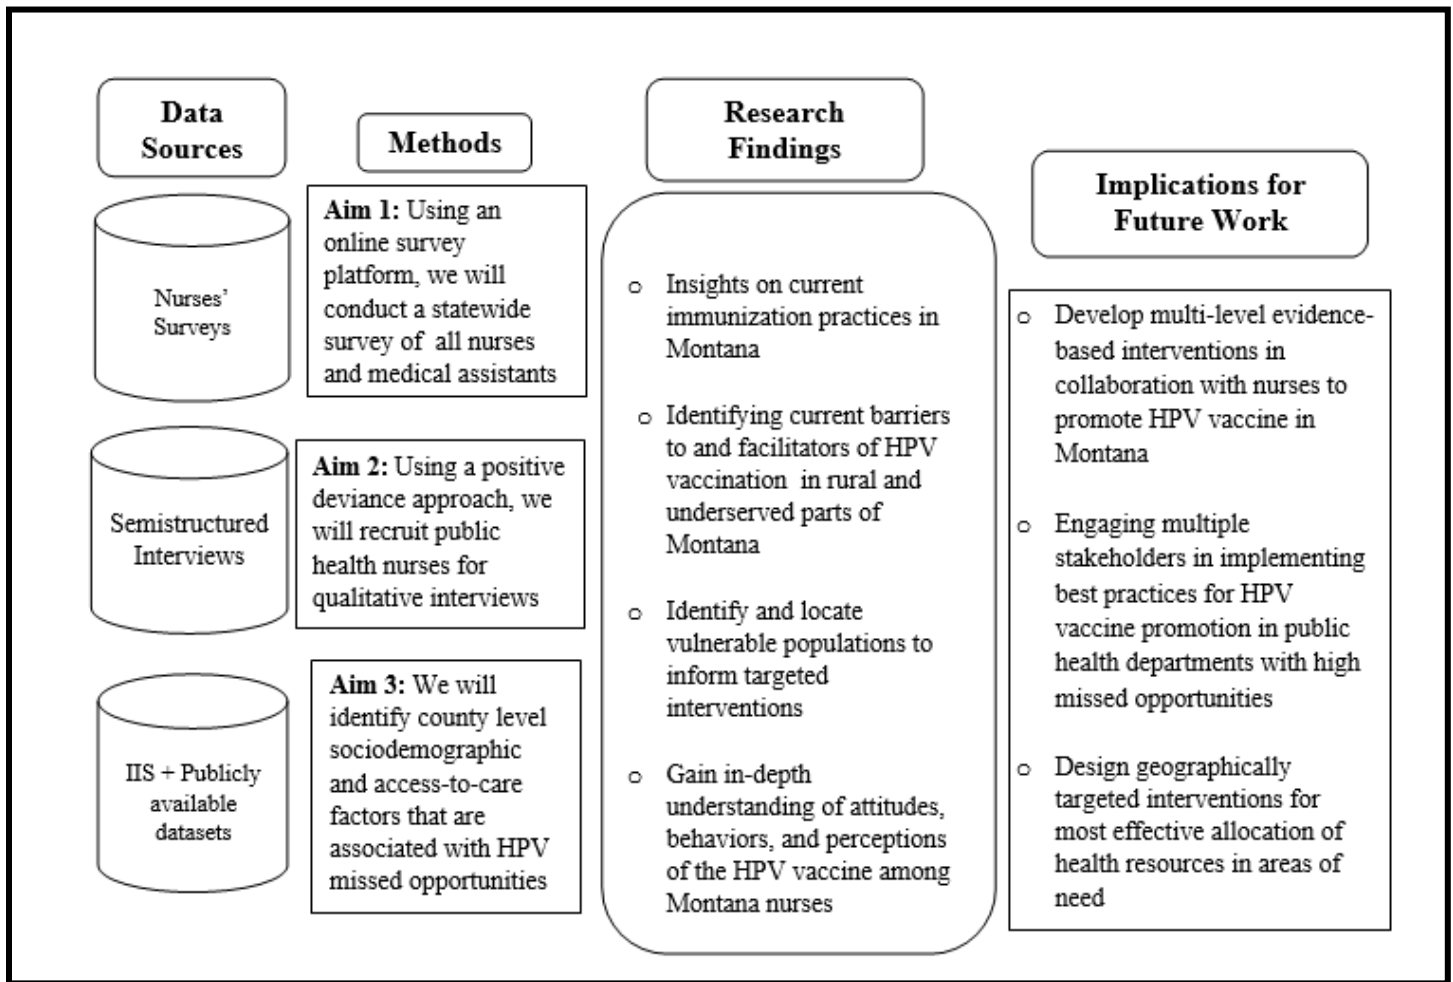 Data
Sources
Nurses’
Surveys
Semistructured
Interviews
IIS + Publicly
available
datasets
Methods
Aim 1: Using an
online survey
platform, we will
conduct a statewide
survey of all nurses
and medical assistants
Aim 2: Using a positive
deviance approach, we
will recruit public
health nurses for
qualitative interviews
Aim 3: We will
identify county level
sociodemographic
and access-to-care
factors that are
associated with HPV
missed opportunities
Research
Findings
o Insights on current
immunization practices in
Montana
o Identifying current barriers
to and facilitators of HPV
vaccination in rural and
underserved parts of
Montana
o Identify and locate
vulnerable populations to
inform targeted
interventions
o Gain in-depth
understanding of attitudes,
behaviors, and perceptions
of the HPV vaccine among
Montana nurses
Implications for
Future Work
o Develop multi-level evidence-
based interventions in
collaboration with nurses to
promote HPV vaccine in
Montana
o Engaging multiple
stakeholders in implementing
best practices for HPV
vaccine promotion in public
health departments with high
missed opportunities
o Design geographically
targeted interventions for
most effective allocation of
health resources in areas of
need